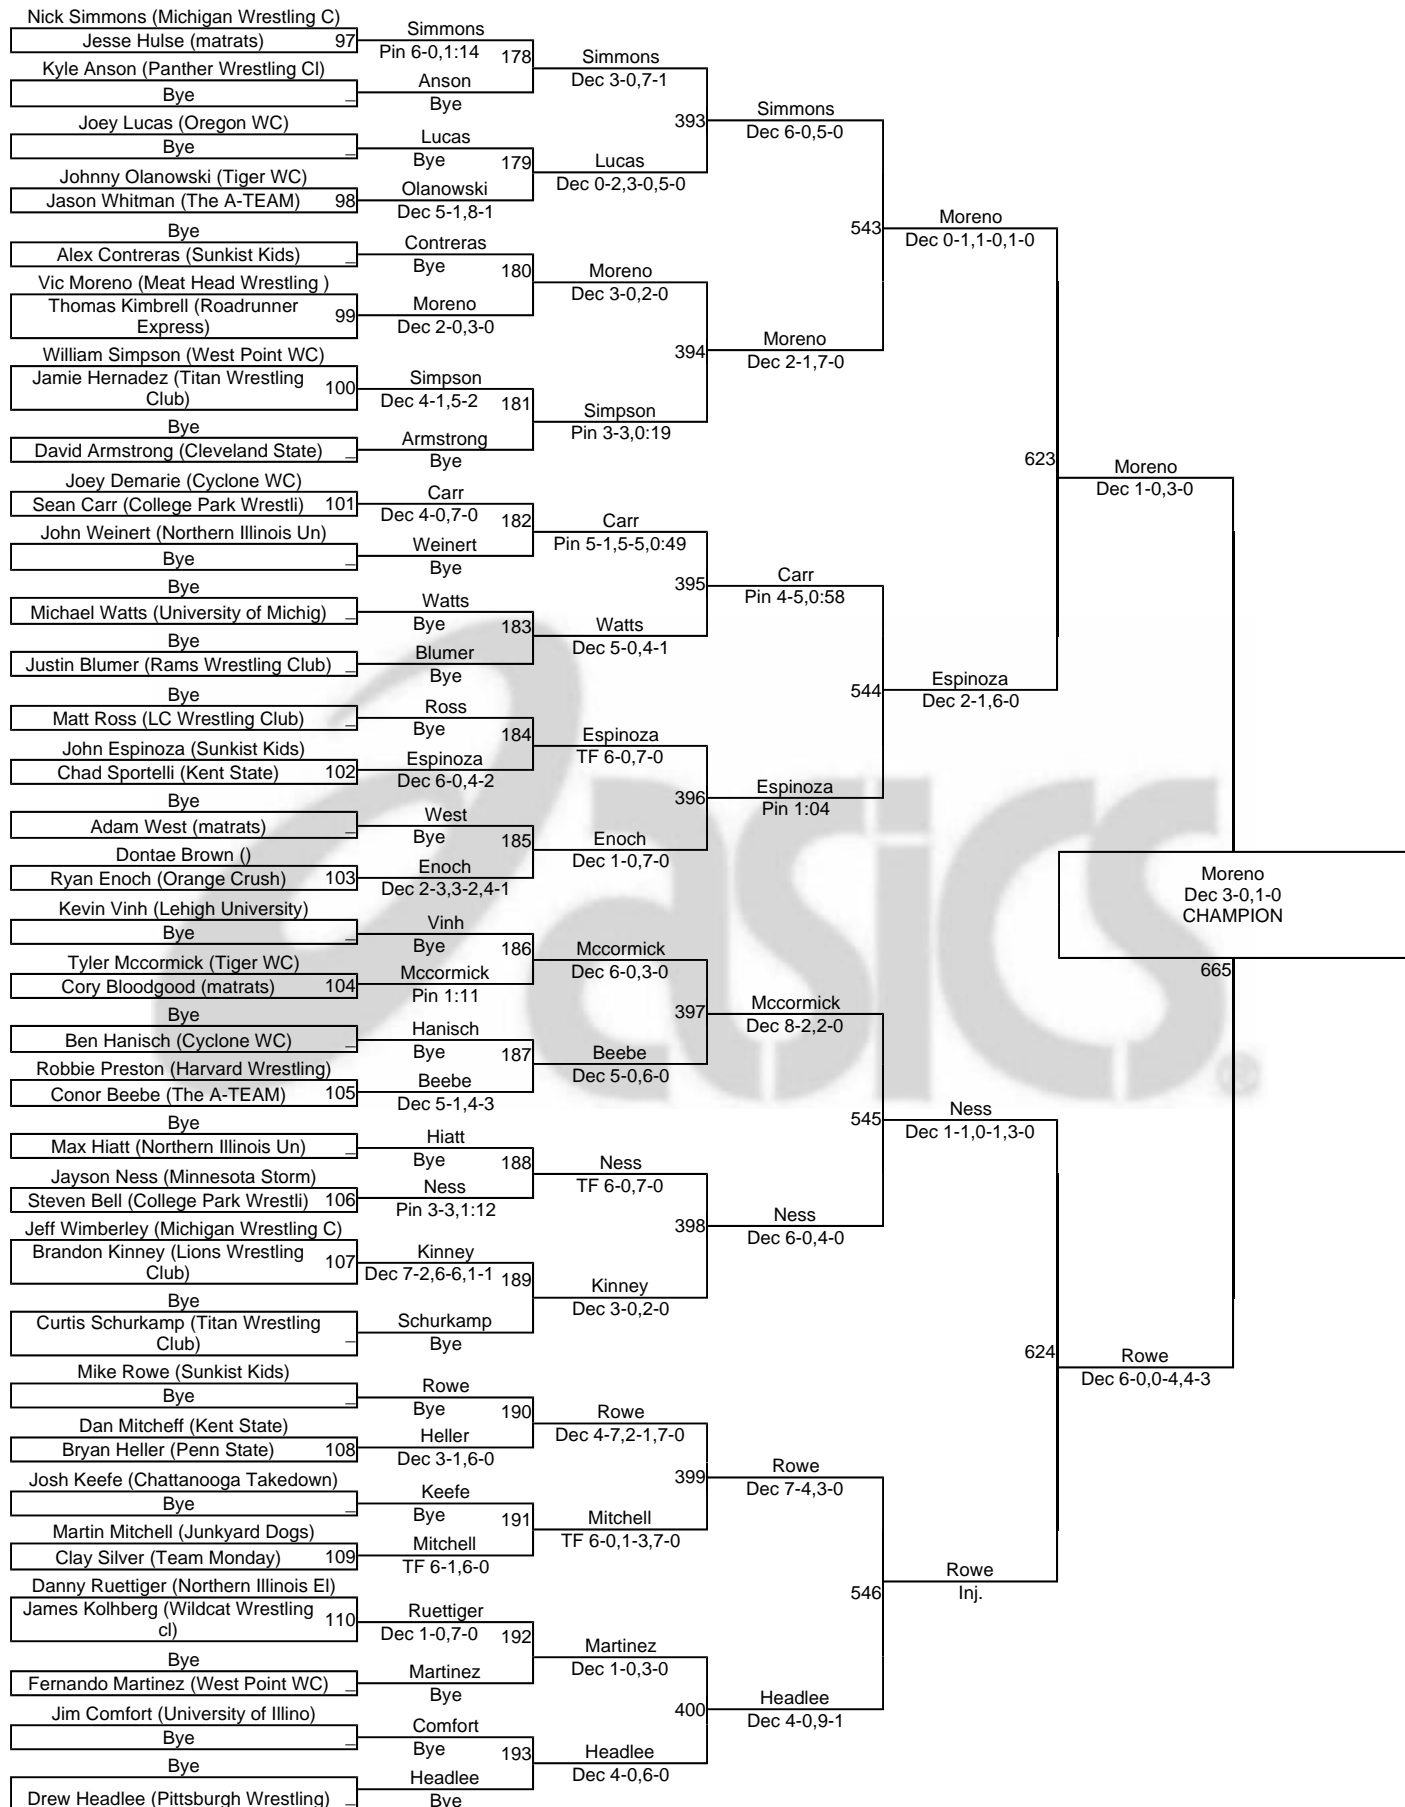 Nick Simmons (Michigan Wrestling C)
Jesse Hulse (matrats) 97
Kyle Anson (Panther Wrestling Cl)
Bye _
Joey Lucas (Oregon WC)
Bye _
Johnny Olanowski (Tiger WC)
Jason Whitman (The A-TEAM) 98
Bye
Alex Contreras (Sunkist Kids) _
Vic Moreno (Meat Head Wrestling )
Thomas Kimbrell (Roadrunner
Express) 99
William Simpson (West Point WC)
Jamie Hernadez (Titan Wrestling
Club) 100
Bye
David Armstrong (Cleveland State) _
Joey Demarie (Cyclone WC)
Sean Carr (College Park Wrestli) 101
John Weinert (Northern Illinois Un)
Bye _
Bye
Michael Watts (University of Michig) _
Bye
Justin Blumer (Rams Wrestling Club) _
Bye
Matt Ross (LC Wrestling Club) _
John Espinoza (Sunkist Kids)
Chad Sportelli (Kent State) 102
Bye
Adam West (matrats) _
Dontae Brown ()
Ryan Enoch (Orange Crush) 103
Kevin Vinh (Lehigh University)
Bye _
Tyler Mccormick (Tiger WC)
Cory Bloodgood (matrats) 104
Bye
Ben Hanisch (Cyclone WC) _
Robbie Preston (Harvard Wrestling)
Conor Beebe (The A-TEAM) 105
Bye
Max Hiatt (Northern Illinois Un) _
Jayson Ness (Minnesota Storm)
Steven Bell (College Park Wrestli) 106
Jeff Wimberley (Michigan Wrestling C)
Brandon Kinney (Lions Wrestling
Club) 107
Bye
Curtis Schurkamp (Titan Wrestling
Club) _
Mike Rowe (Sunkist Kids)
Bye _
Dan Mitcheff (Kent State)
Bryan Heller (Penn State) 108
Josh Keefe (Chattanooga Takedown)
Bye _
Martin Mitchell (Junkyard Dogs)
Clay Silver (Team Monday) 109
Danny Ruettiger (Northern Illinois El)
James Kolhberg (Wildcat Wrestling
cl) 110
Bye
Fernando Martinez (West Point WC) _
Jim Comfort (University of Illino)
Bye _
Bye
Drew Headlee (Pittsburgh Wrestling) _
Simmons
Pin 6-0,1:14
178
Anson
Bye
Lucas
Bye
179
Olanowski
Dec 5-1,8-1
Contreras
Bye
180
Moreno
Dec 2-0,3-0
Simpson
Dec 4-1,5-2
181
Armstrong
Bye
Carr
Dec 4-0,7-0
182
Weinert
Bye
Watts
Bye
183
Blumer
Bye
Ross
Bye
184
Espinoza
Dec 6-0,4-2
West
Bye
185
Enoch
Dec 2-3,3-2,4-1
Vinh
Bye
186
Mccormick
Pin 1:11
Hanisch
Bye
187
Beebe
Dec 5-1,4-3
Hiatt
Bye
188
Ness
Pin 3-3,1:12
Kinney
Dec 7-2,6-6,1-1
189
Schurkamp
Bye
Rowe
Bye
190
Heller
Dec 3-1,6-0
Keefe
Bye
191
Mitchell
TF 6-1,6-0
Ruettiger
Dec 1-0,7-0
192
Martinez
Bye
Comfort
Bye
193
Headlee
Bye
Simmons
Dec 3-0,7-1
393
Lucas
Dec 0-2,3-0,5-0
Moreno
Dec 3-0,2-0
394
Simpson
Pin 3-3,0:19
Carr
Pin 5-1,5-5,0:49
395
Watts
Dec 5-0,4-1
Espinoza
TF 6-0,7-0
396
Enoch
Dec 1-0,7-0
Mccormick
Dec 6-0,3-0
397
Beebe
Dec 5-0,6-0
Ness
TF 6-0,7-0
398
Kinney
Dec 3-0,2-0
Rowe
Dec 4-7,2-1,7-0
399
Mitchell
TF 6-0,1-3,7-0
Martinez
Dec 1-0,3-0
400
Headlee
Dec 4-0,6-0
Simmons
Dec 6-0,5-0
543
Moreno
Dec 2-1,7-0
Carr
Pin 4-5,0:58
544
Espinoza
Pin 1:04
Mccormick
Dec 8-2,2-0
545
Ness
Dec 6-0,4-0
Rowe
Dec 7-4,3-0
546
Headlee
Dec 4-0,9-1
Moreno
Dec 0-1,1-0,1-0
623
Espinoza
Dec 2-1,6-0
Ness
Dec 1-1,0-1,3-0
624
Rowe
Inj.
Moreno
Dec 1-0,3-0
Rowe
Dec 6-0,0-4,4-3
Moreno
Dec 3-0,1-0
CHAMPION
665
asics®